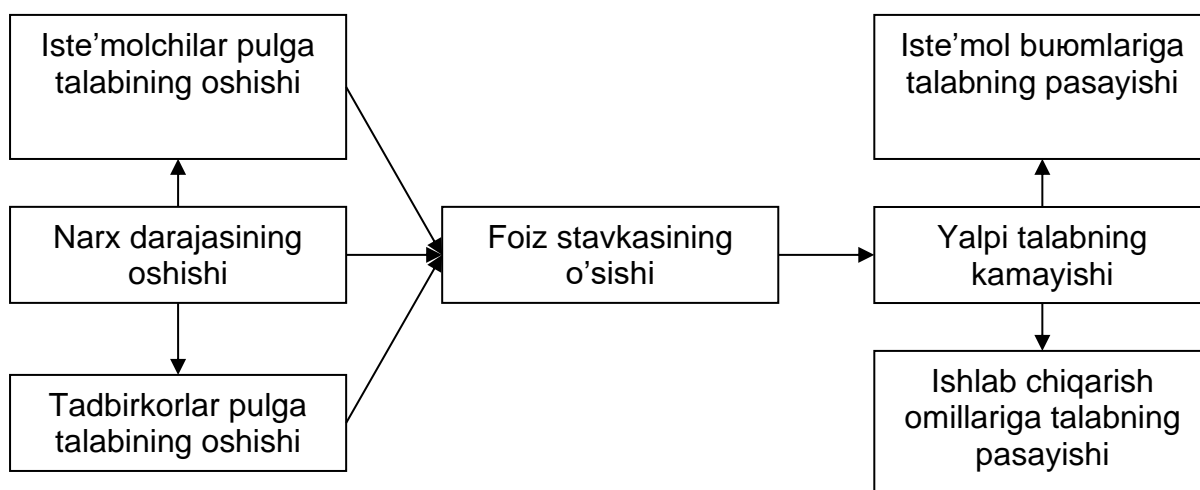 Iste’molchilar pulga
talabining oshishi
Narx darajasining
oshishi
Tadbirkorlar pulga
talabining oshishi
Foiz stavkasining
o’sishi
Iste’mol buюmlariga
talabning pasayishi
Yalpi talabning
kamayishi
Ishlab chiqarish
omillariga talabning
pasayishi